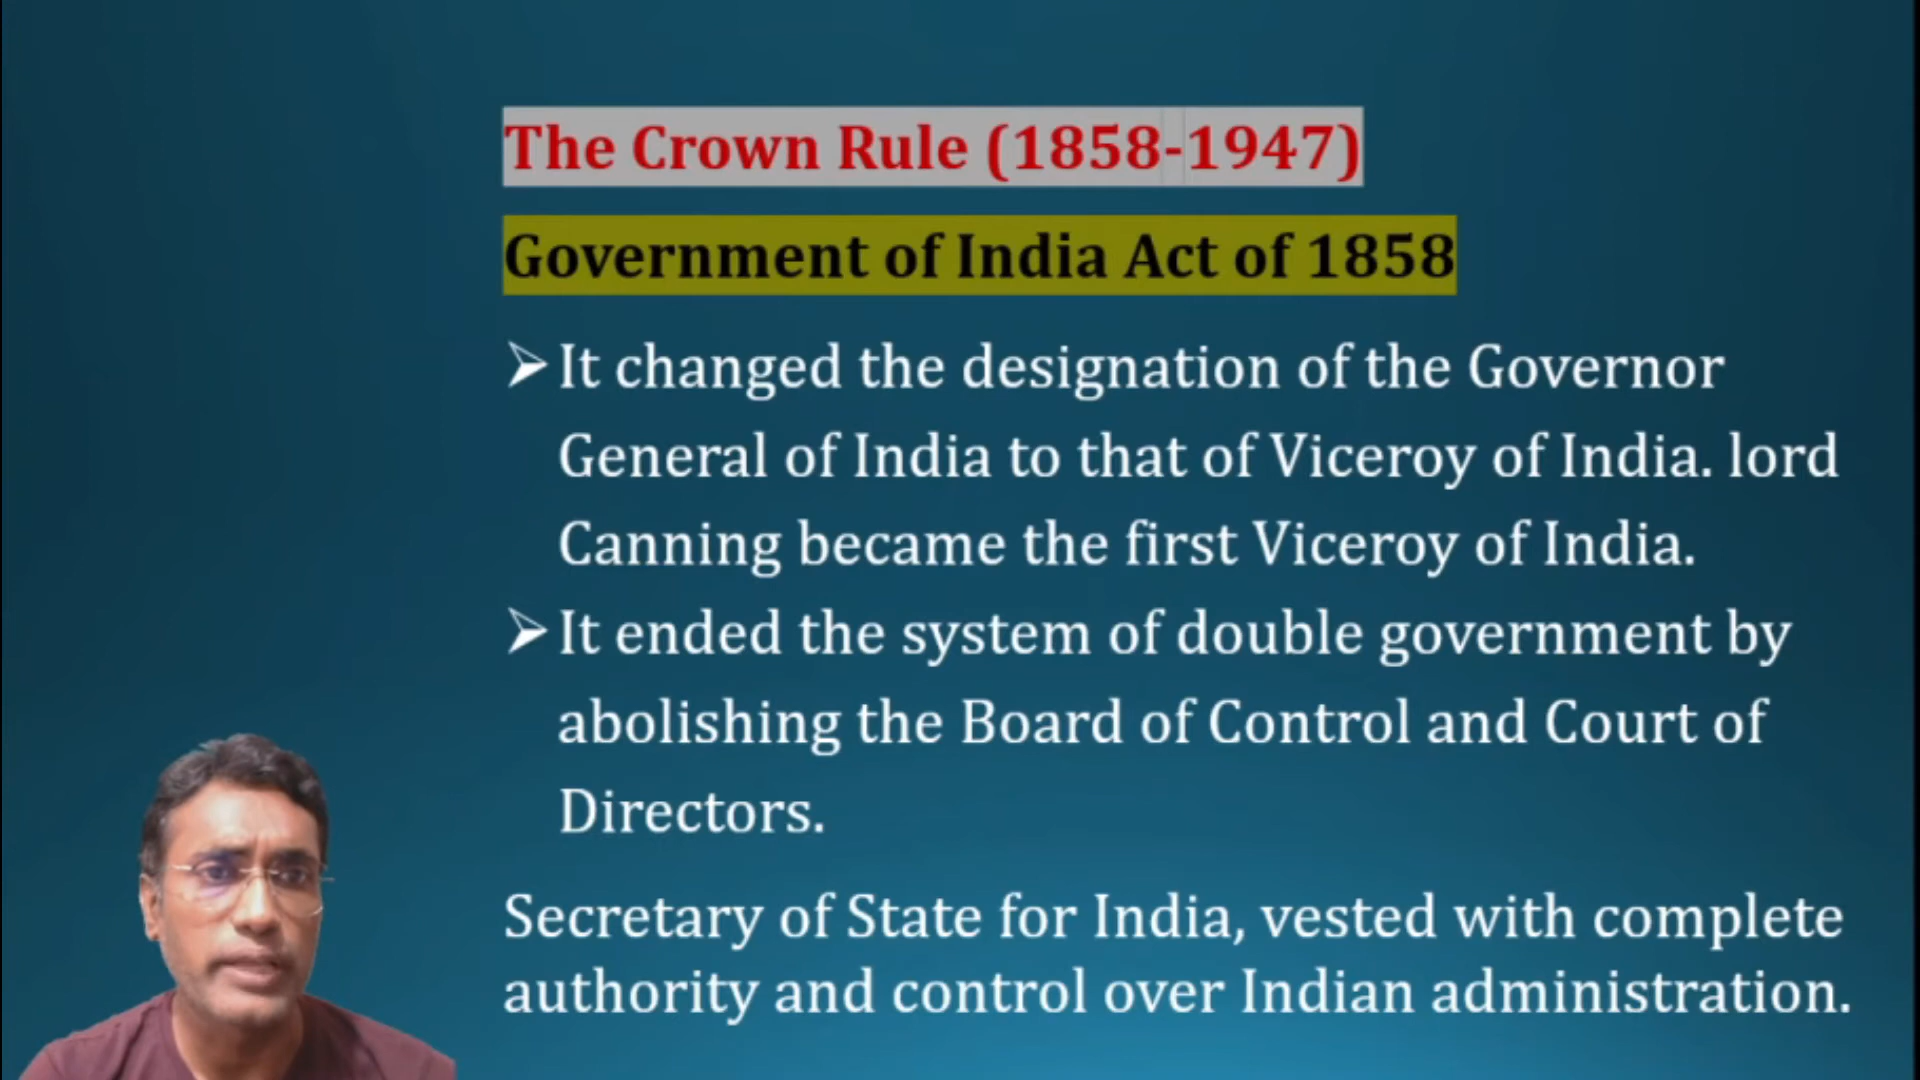 The Crown Rule (1858-1947)
Government of India Act of 1858
➢ It changed the designation of the Governor
General of India to that of Viceroy of India. lord
Canning became the first Viceroy of India.
➢ It ended the system of double government by
abolishing the Board of Control and Court of
Directors.
Secretary of State for India, vested with complete
authority and control over Indian administration.